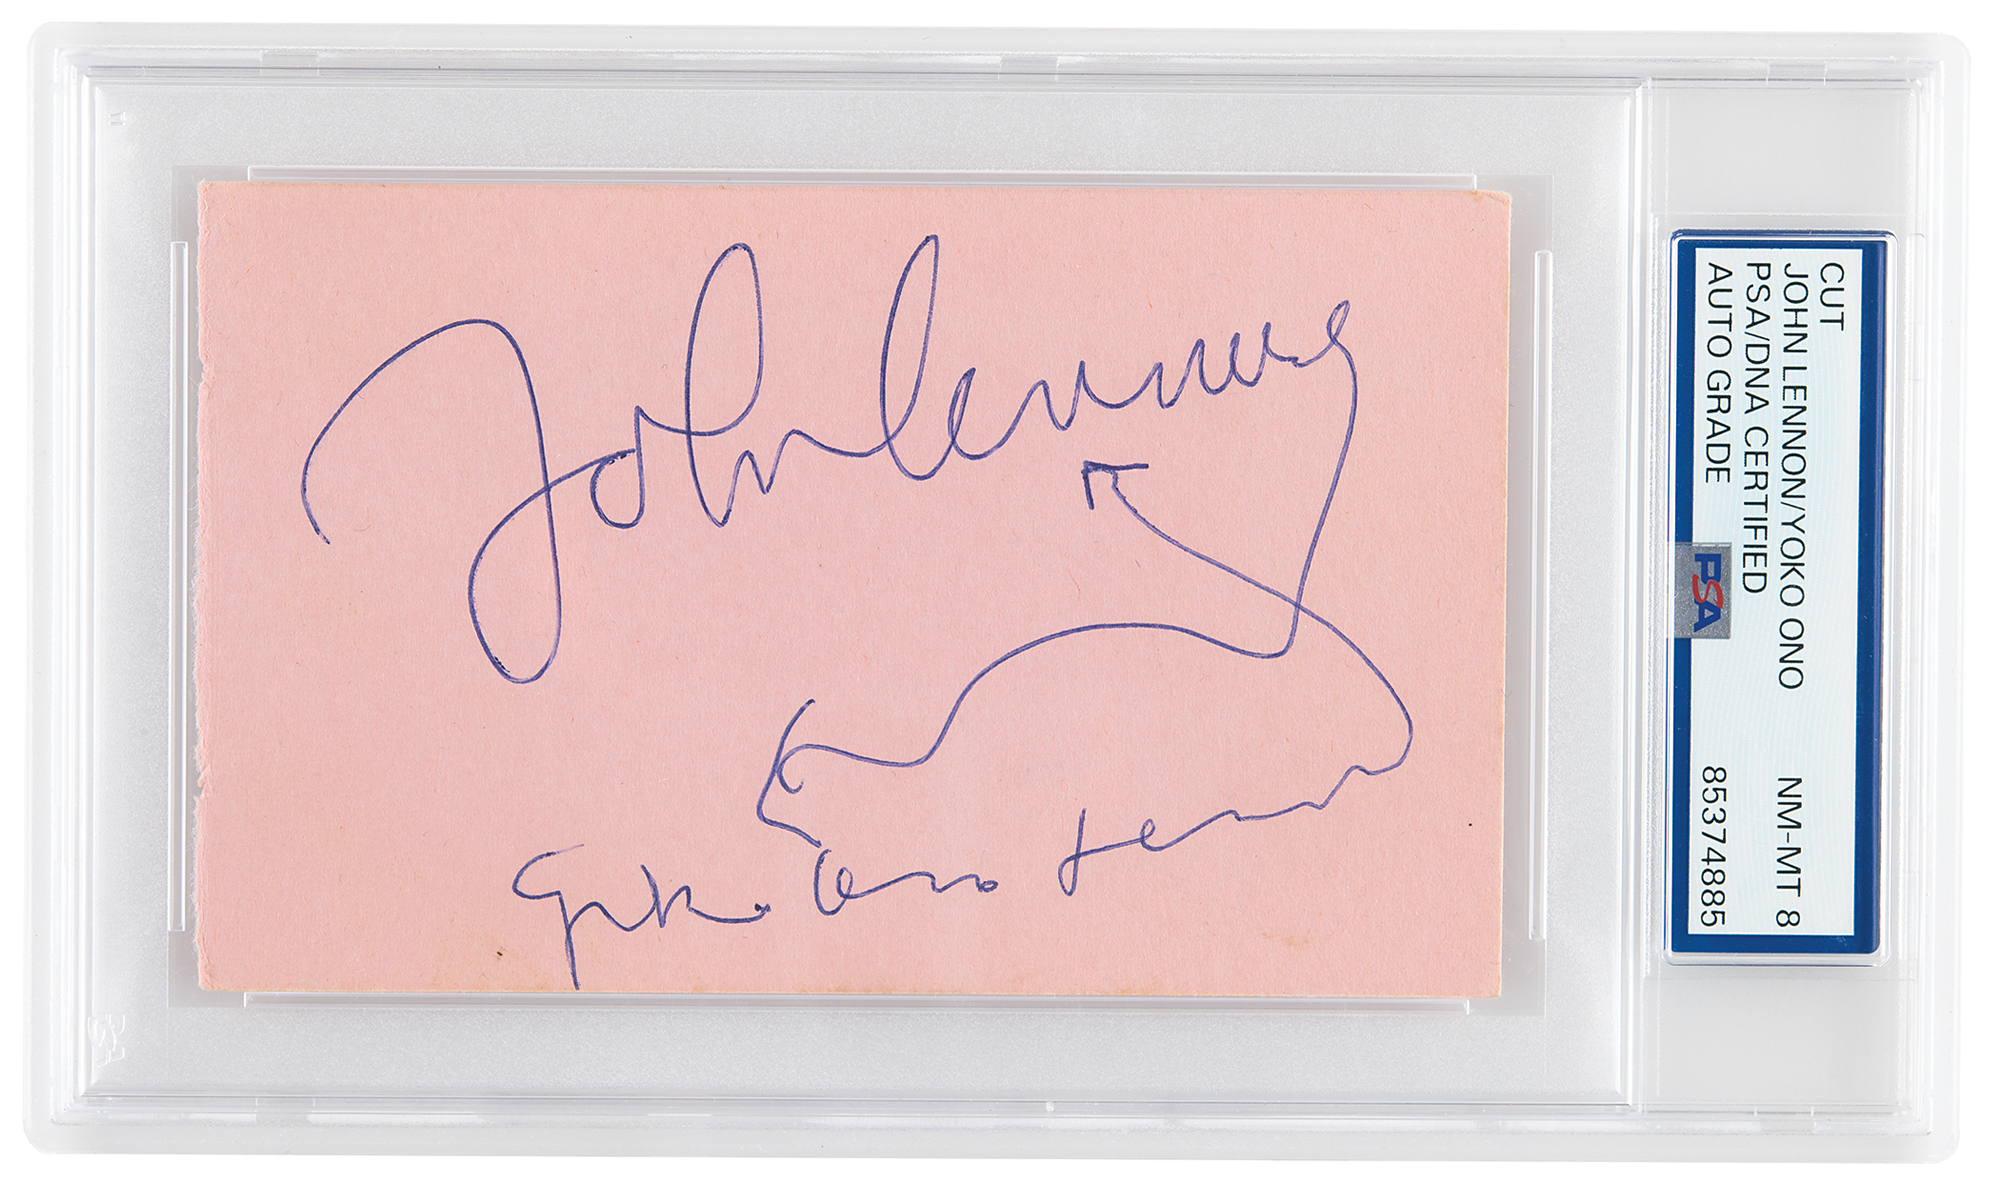 John Lennon
Yoko Ono Lennon
CUT
JOHN LENNON/YOKO ONO NM-MT 8
PSA/DNA CERTIFIED
AUTO GRADE 85374885
PSA